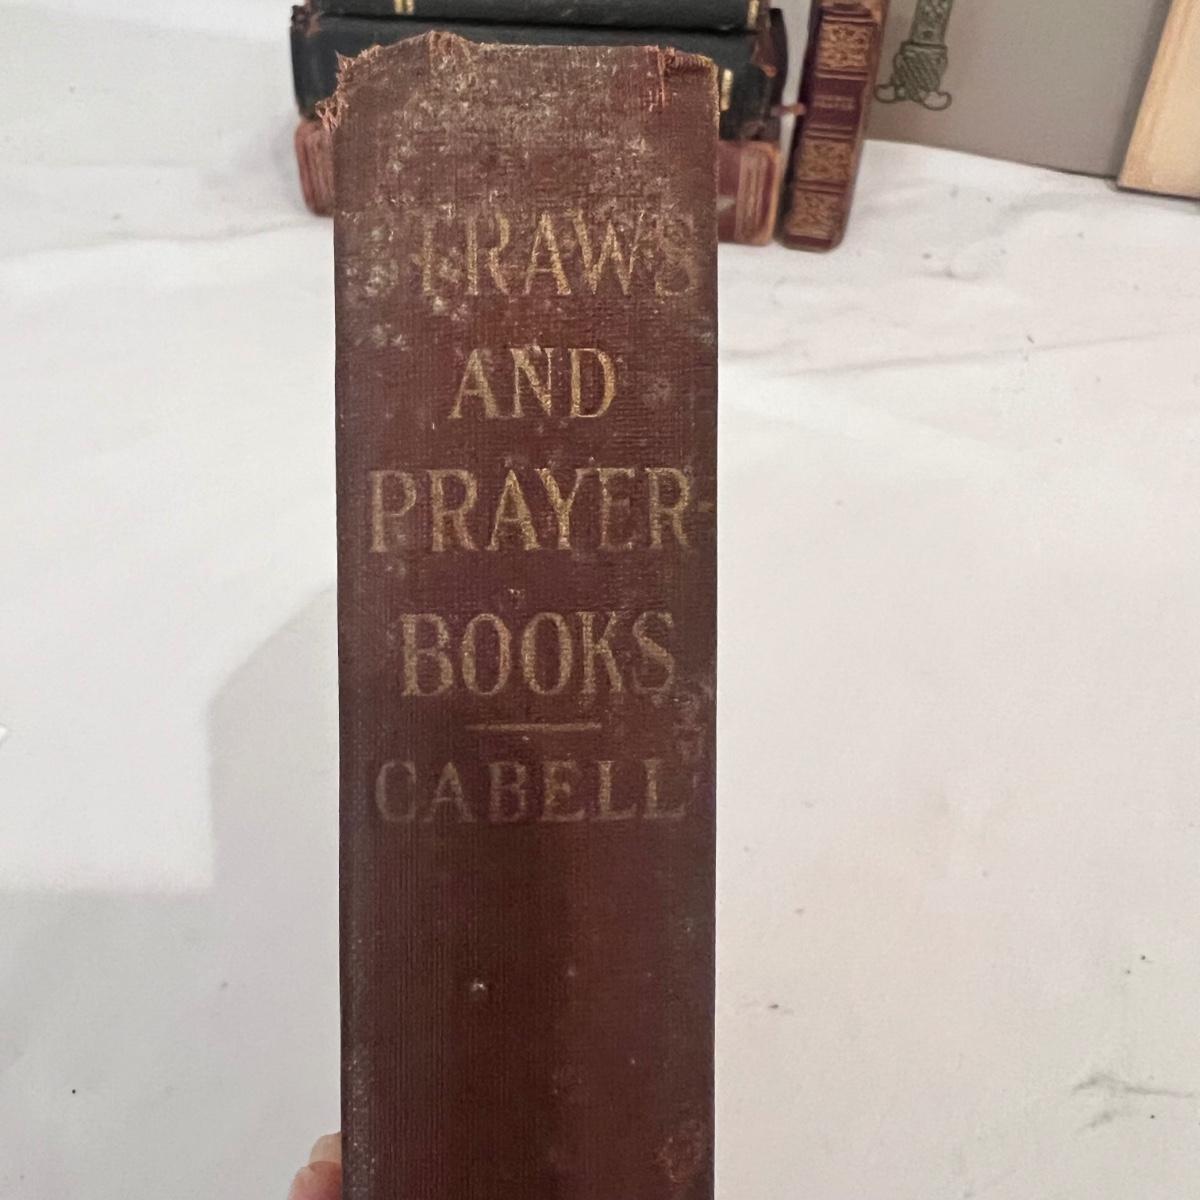 STRAWS
AND
PRAYER-
BOOKS
CABELL